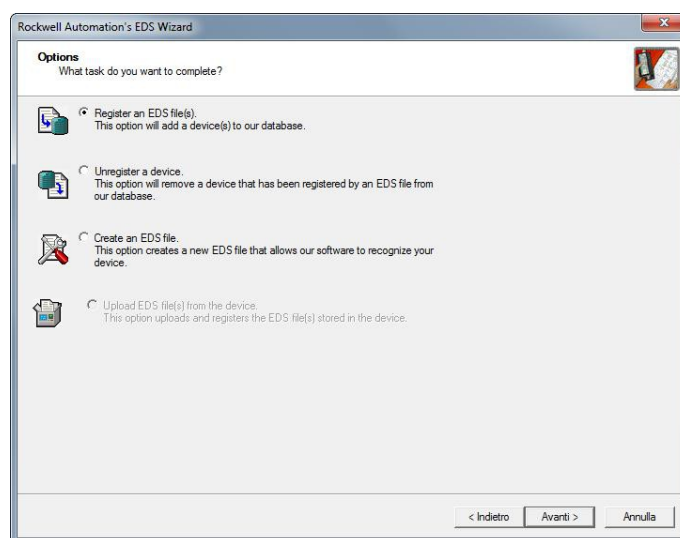 Rockwell Automation's EDS Wizard
Options
What task do you want to complete?
Register an EDS file(s).
This option will add a device(s) to our database.
Unregister a device.
This option will remove a device that has been registered by an EDS file from
our database.
Create an EDS file.
This option creates a new EDS file that allows our software to recognize your
device.
Upload EDS file(s) from the device.
This option uploads and registers the EDS file(s) stored in the device.
< Indietro
Avanti >
Annulla